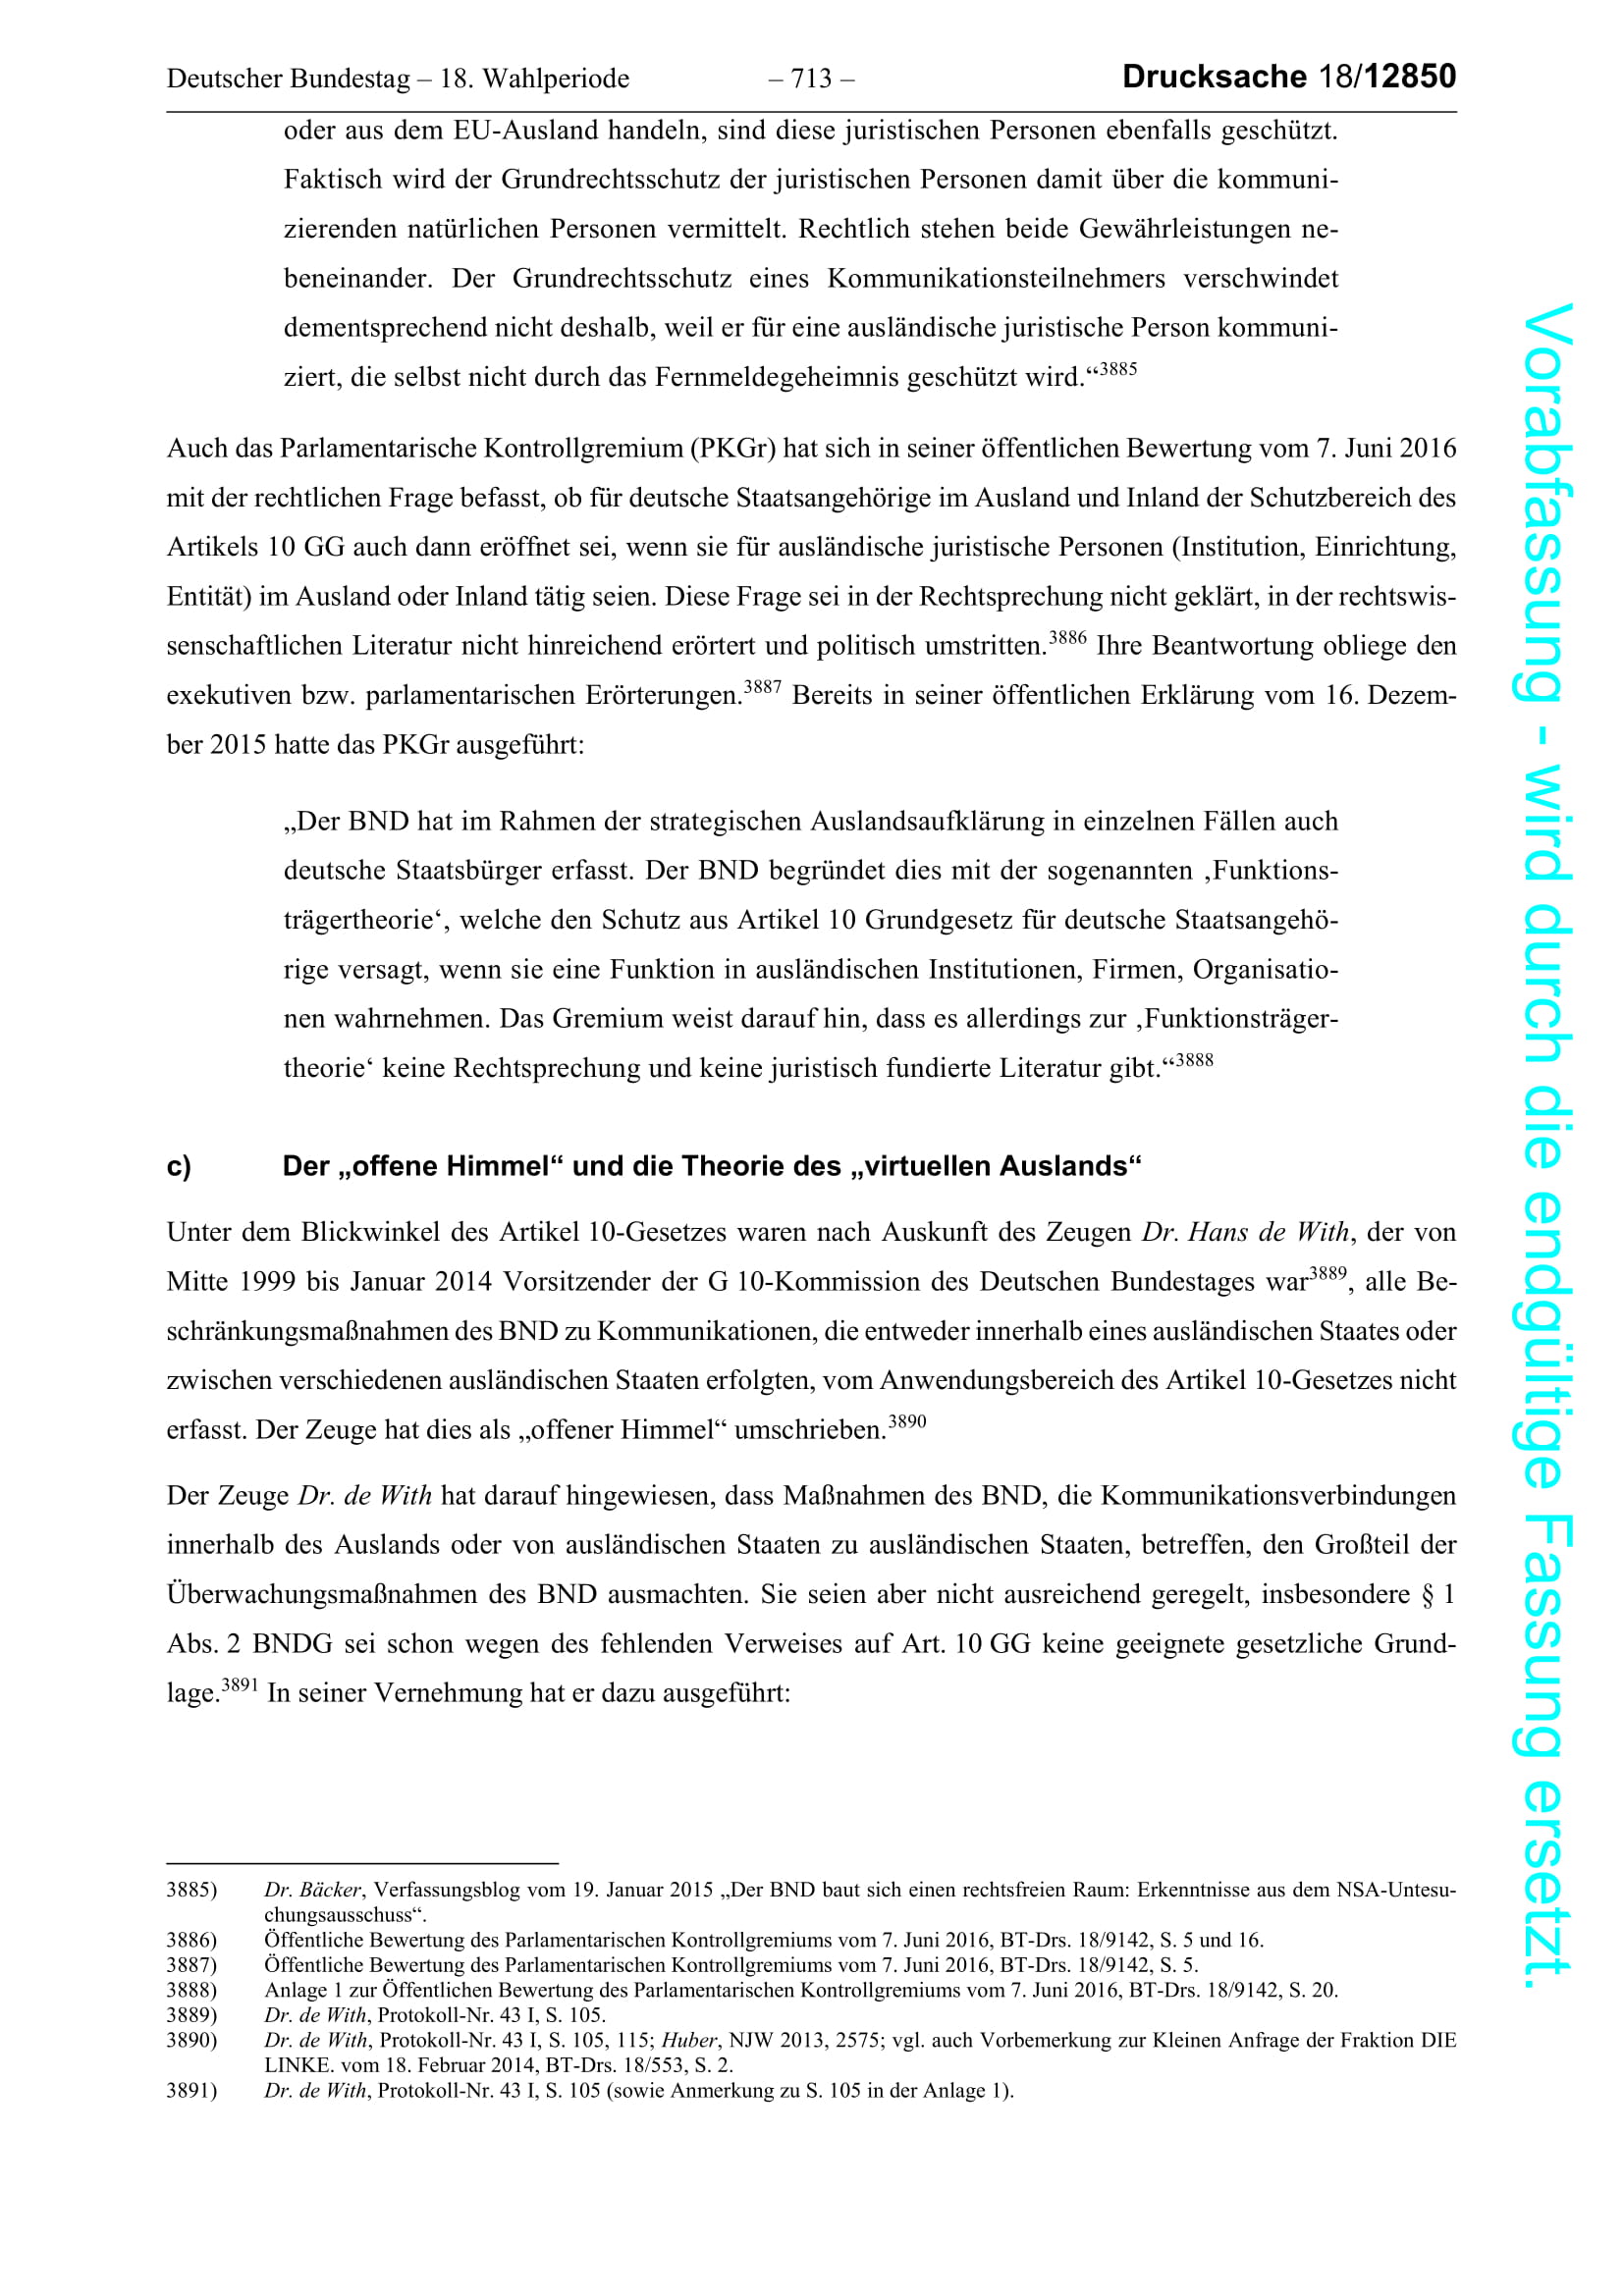 Deutscher Bundestag – 18. Wahlperiode – 713 – Drucksache 18/12850
oder aus dem EU-Ausland handeln, sind diese juristischen Personen ebenfalls geschützt.
Faktisch wird der Grundrechtsschutz der juristischen Personen damit über die kommuni-
zierenden natürlichen Personen vermittelt. Rechtlich stehen beide Gewährleistungen ne-
beneinander. Der Grundrechtsschutz eines Kommunikationsteilnehmers verschwindet
dementsprechend nicht deshalb, weil er für eine ausländische juristische Person kommuni-
ziert, die selbst nicht durch das Fernmeldegeheimnis geschützt wird.“3885
Auch das Parlamentarische Kontrollgremium (PKGr) hat sich in seiner öffentlichen Bewertung vom 7. Juni 2016
mit der rechtlichen Frage befasst, ob für deutsche Staatsangehörige im Ausland und Inland der Schutzbereich des
Artikels 10 GG auch dann eröffnet sei, wenn sie für ausländische juristische Personen (Institution, Einrichtung,
Entität) im Ausland oder Inland tätig seien. Diese Frage sei in der Rechtsprechung nicht geklärt, in der rechtswis-
senschaftlichen Literatur nicht hinreichend erörtert und politisch umstritten.3886 Ihre Beantwortung obliege den
exekutiven bzw. parlamentarischen Erörterungen.3887 Bereits in seiner öffentlichen Erklärung vom 16. Dezem-
ber 2015 hatte das PKGr ausgeführt:
„Der BND hat im Rahmen der strategischen Auslandsaufklärung in einzelnen Fällen auch
deutsche Staatsbürger erfasst. Der BND begründet dies mit der sogenannten ‚Funktions-
trägertheorie‘, welche den Schutz aus Artikel 10 Grundgesetz für deutsche Staatsangehö-
rige versagt, wenn sie eine Funktion in ausländischen Institutionen, Firmen, Organisatio-
nen wahrnehmen. Das Gremium weist darauf hin, dass es allerdings zur ‚Funktionsträger-
theorie‘ keine Rechtsprechung und keine juristisch fundierte Literatur gibt.“3888
c) Der „offene Himmel“ und die Theorie des „virtuellen Auslands“
Unter dem Blickwinkel des Artikel 10-Gesetzes waren nach Auskunft des Zeugen Dr. Hans de With, der von
Mitte 1999 bis Januar 2014 Vorsitzender der G 10-Kommission des Deutschen Bundestages war3889, alle Be-
schränkungsmaßnahmen des BND zu Kommunikationen, die entweder innerhalb eines ausländischen Staates oder
zwischen verschiedenen ausländischen Staaten erfolgten, vom Anwendungsbereich des Artikel 10-Gesetzes nicht
erfasst. Der Zeuge hat dies als „offener Himmel“ umschrieben.3890
Der Zeuge Dr. de With hat darauf hingewiesen, dass Maßnahmen des BND, die Kommunikationsverbindungen
innerhalb des Auslands oder von ausländischen Staaten zu ausländischen Staaten, betreffen, den Großteil der
Überwachungsmaßnahmen des BND ausmachten. Sie seien aber nicht ausreichend geregelt, insbesondere § 1
Abs. 2 BNDG sei schon wegen des fehlenden Verweises auf Art. 10 GG keine geeignete gesetzliche Grund-
lage.3891 In seiner Vernehmung hat er dazu ausgeführt:
3885) Dr. Bäcker, Verfassungsblog vom 19. Januar 2015 „Der BND baut sich einen rechtsfreien Raum: Erkenntnisse aus dem NSA-Untesu-
chungsausschuss“.
3886) Öffentliche Bewertung des Parlamentarischen Kontrollgremiums vom 7. Juni 2016, BT-Drs. 18/9142, S. 5 und 16.
3887) Öffentliche Bewertung des Parlamentarischen Kontrollgremiums vom 7. Juni 2016, BT-Drs. 18/9142, S. 5.
3888) Anlage 1 zur Öffentlichen Bewertung des Parlamentarischen Kontrollgremiums vom 7. Juni 2016, BT-Drs. 18/9142, S. 20.
3889) Dr. de With, Protokoll-Nr. 43 I, S. 105.
3890) Dr. de With, Protokoll-Nr. 43 I, S. 105, 115; Huber, NJW 2013, 2575; vgl. auch Vorbemerkung zur Kleinen Anfrage der Fraktion DIE
LINKE. vom 18. Februar 2014, BT-Drs. 18/553, S. 2.
3891) Dr. de With, Protokoll-Nr. 43 I, S. 105 (sowie Anmerkung zu S. 105 in der Anlage 1).
Vorabfassung - wird durch die endgültige Fassung ersetzt.